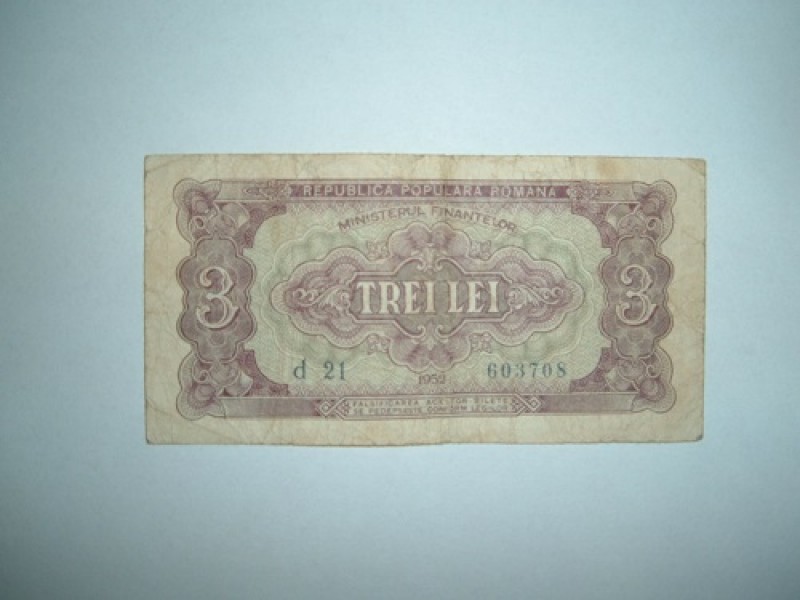 REPUBLICA POPULARA ROMANA
MINISTERUL FINANTELOR
3 TREI LEI 3
d 21 1952 603708
FALSIFICAREA ACESTOR BILETE
SE PEDEPSESTE CONFORM LEGILOR